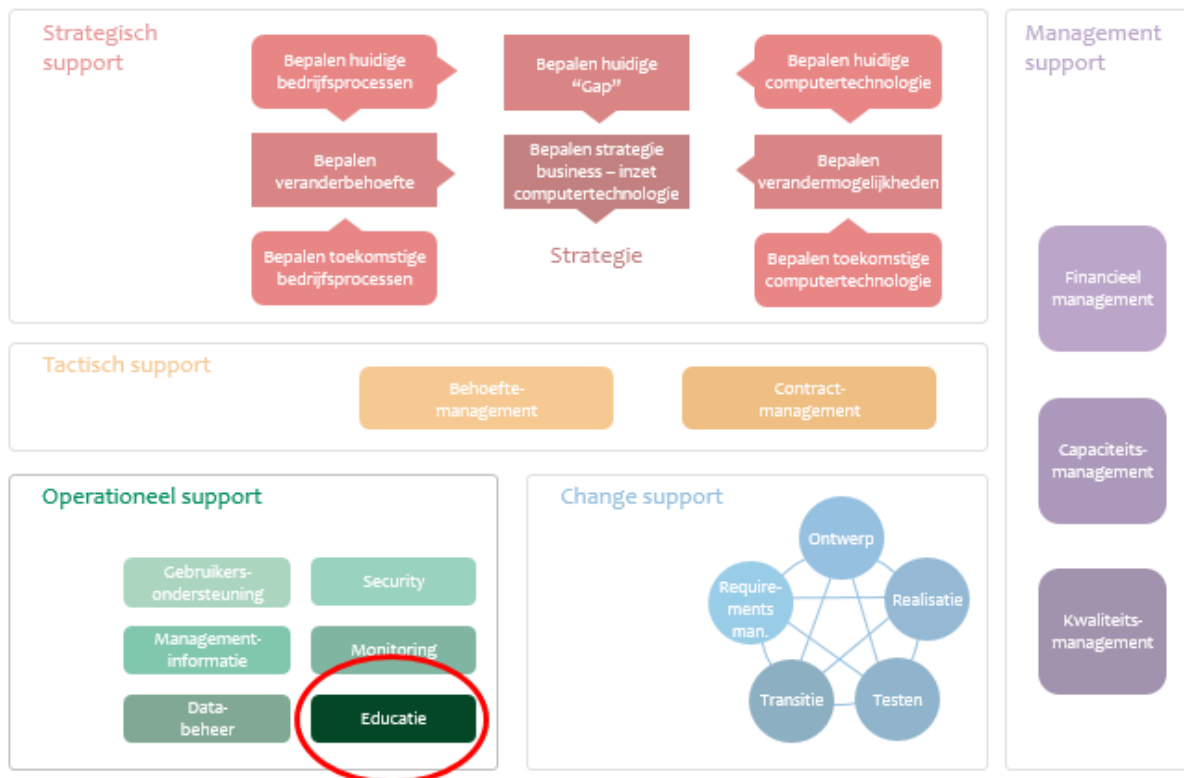 Strategisch
support
Bepalen huidige
bedrijfsprocessen
Bepalen huidige
“Gap”
Bepalen huidige
computertechnologie
Bepalen
veranderbehoefte
Bepalen strategie
business – inzet
computertechnologie
Bepalen
verandermogelijkheden
Bepalen toekomstige
bedrijfsprocessen
Strategie
Bepalen toekomstige
computertechnologie
Tactisch support
Behoefte-
management
Contract-
management
Operationeel support
Gebruikers-
ondersteuning
Security
Management-
informatie
Monitoring
Data-
beheer
Educatie
Change support
Ontwerp
Require-
ments
man.
Realisatie
Transitie
Testen
Management
support
Financieel
management
Capaciteits-
management
Kwaliteits-
management